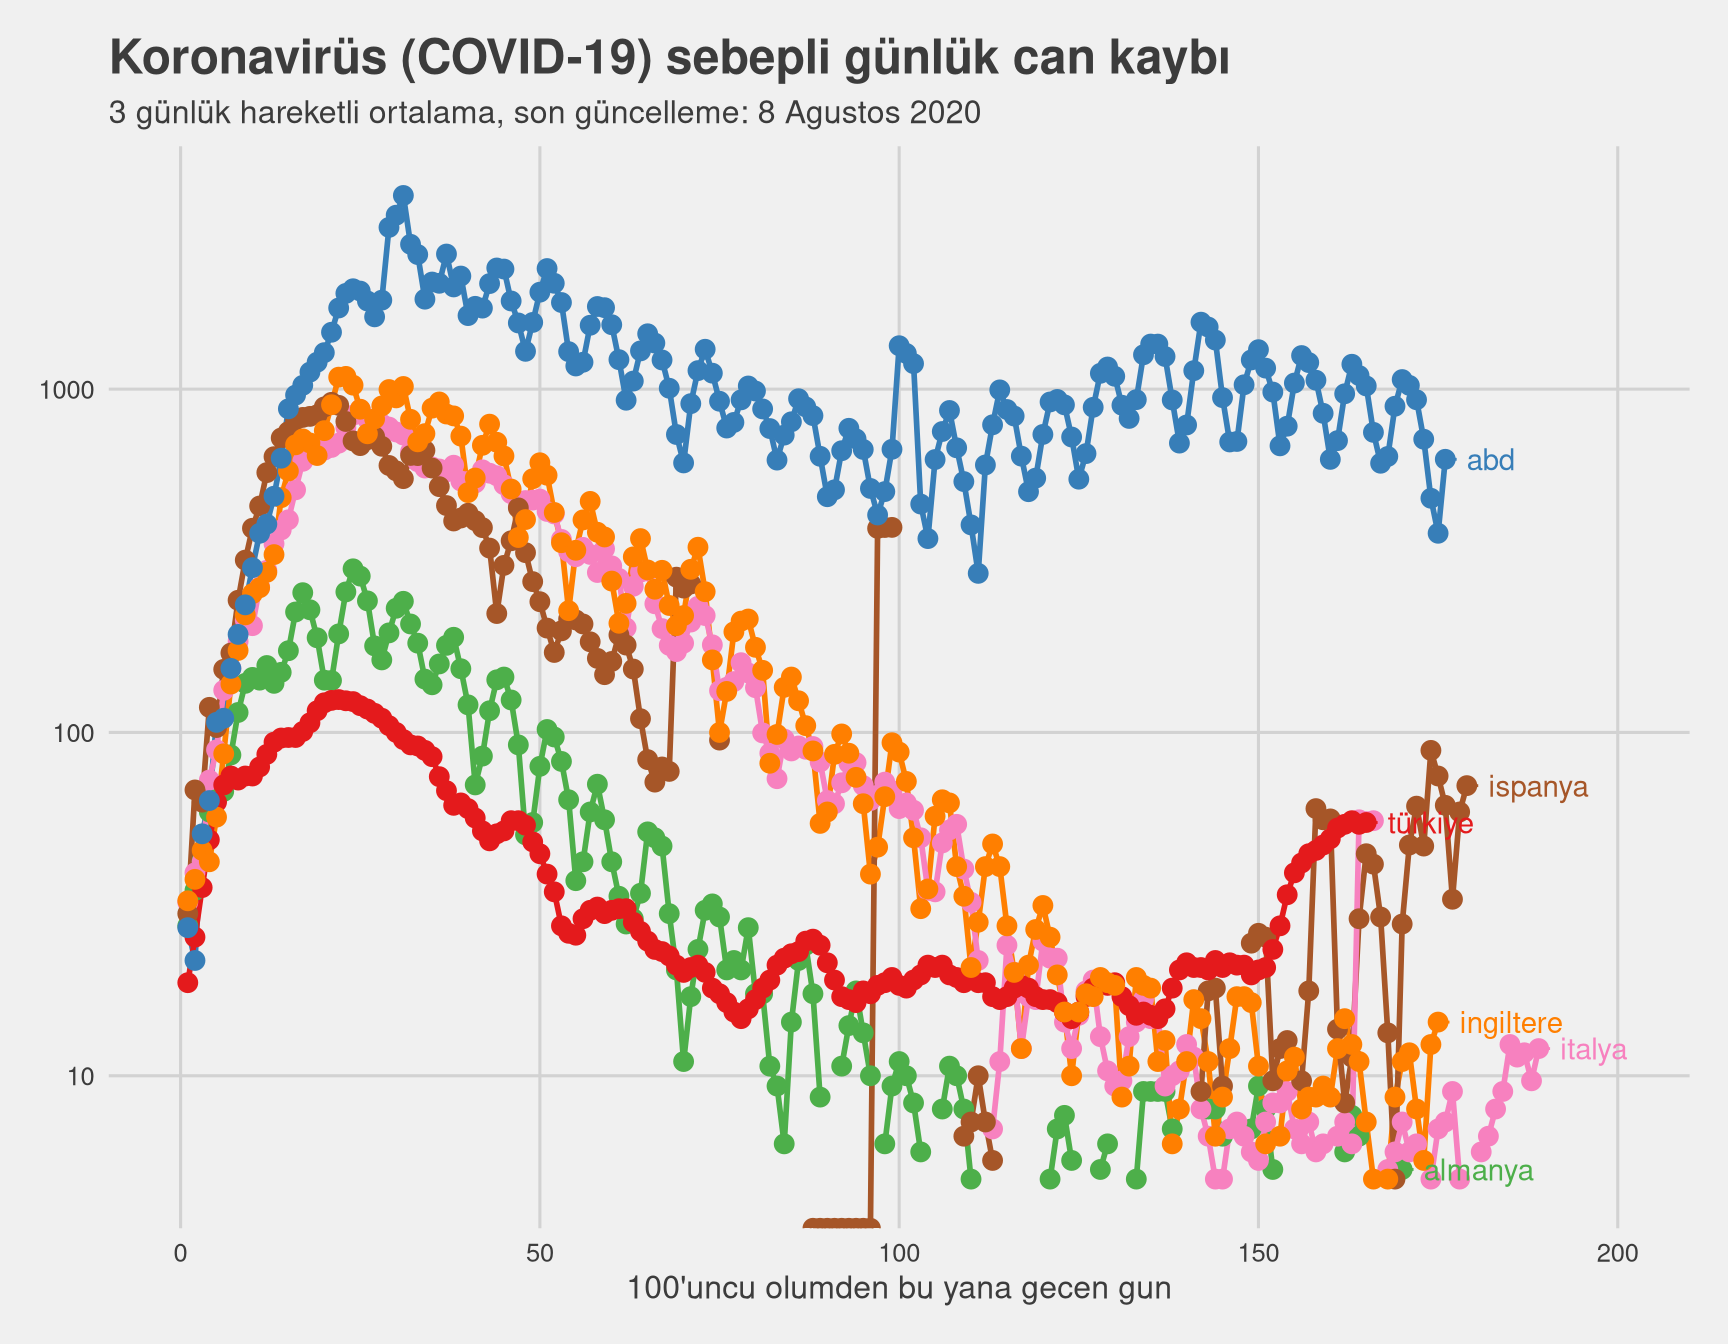 Koronavirüs (COVID-19) sebepli günlük can kaybı
3 günlük hareketli ortalama, son güncelleme: 8 Agustos 2020
1000
100
10
abd
ispanya
türkiye
ingiltere
italya
almanya
0 50 100 150 200
100'uncu olumden bu yana gecen gun